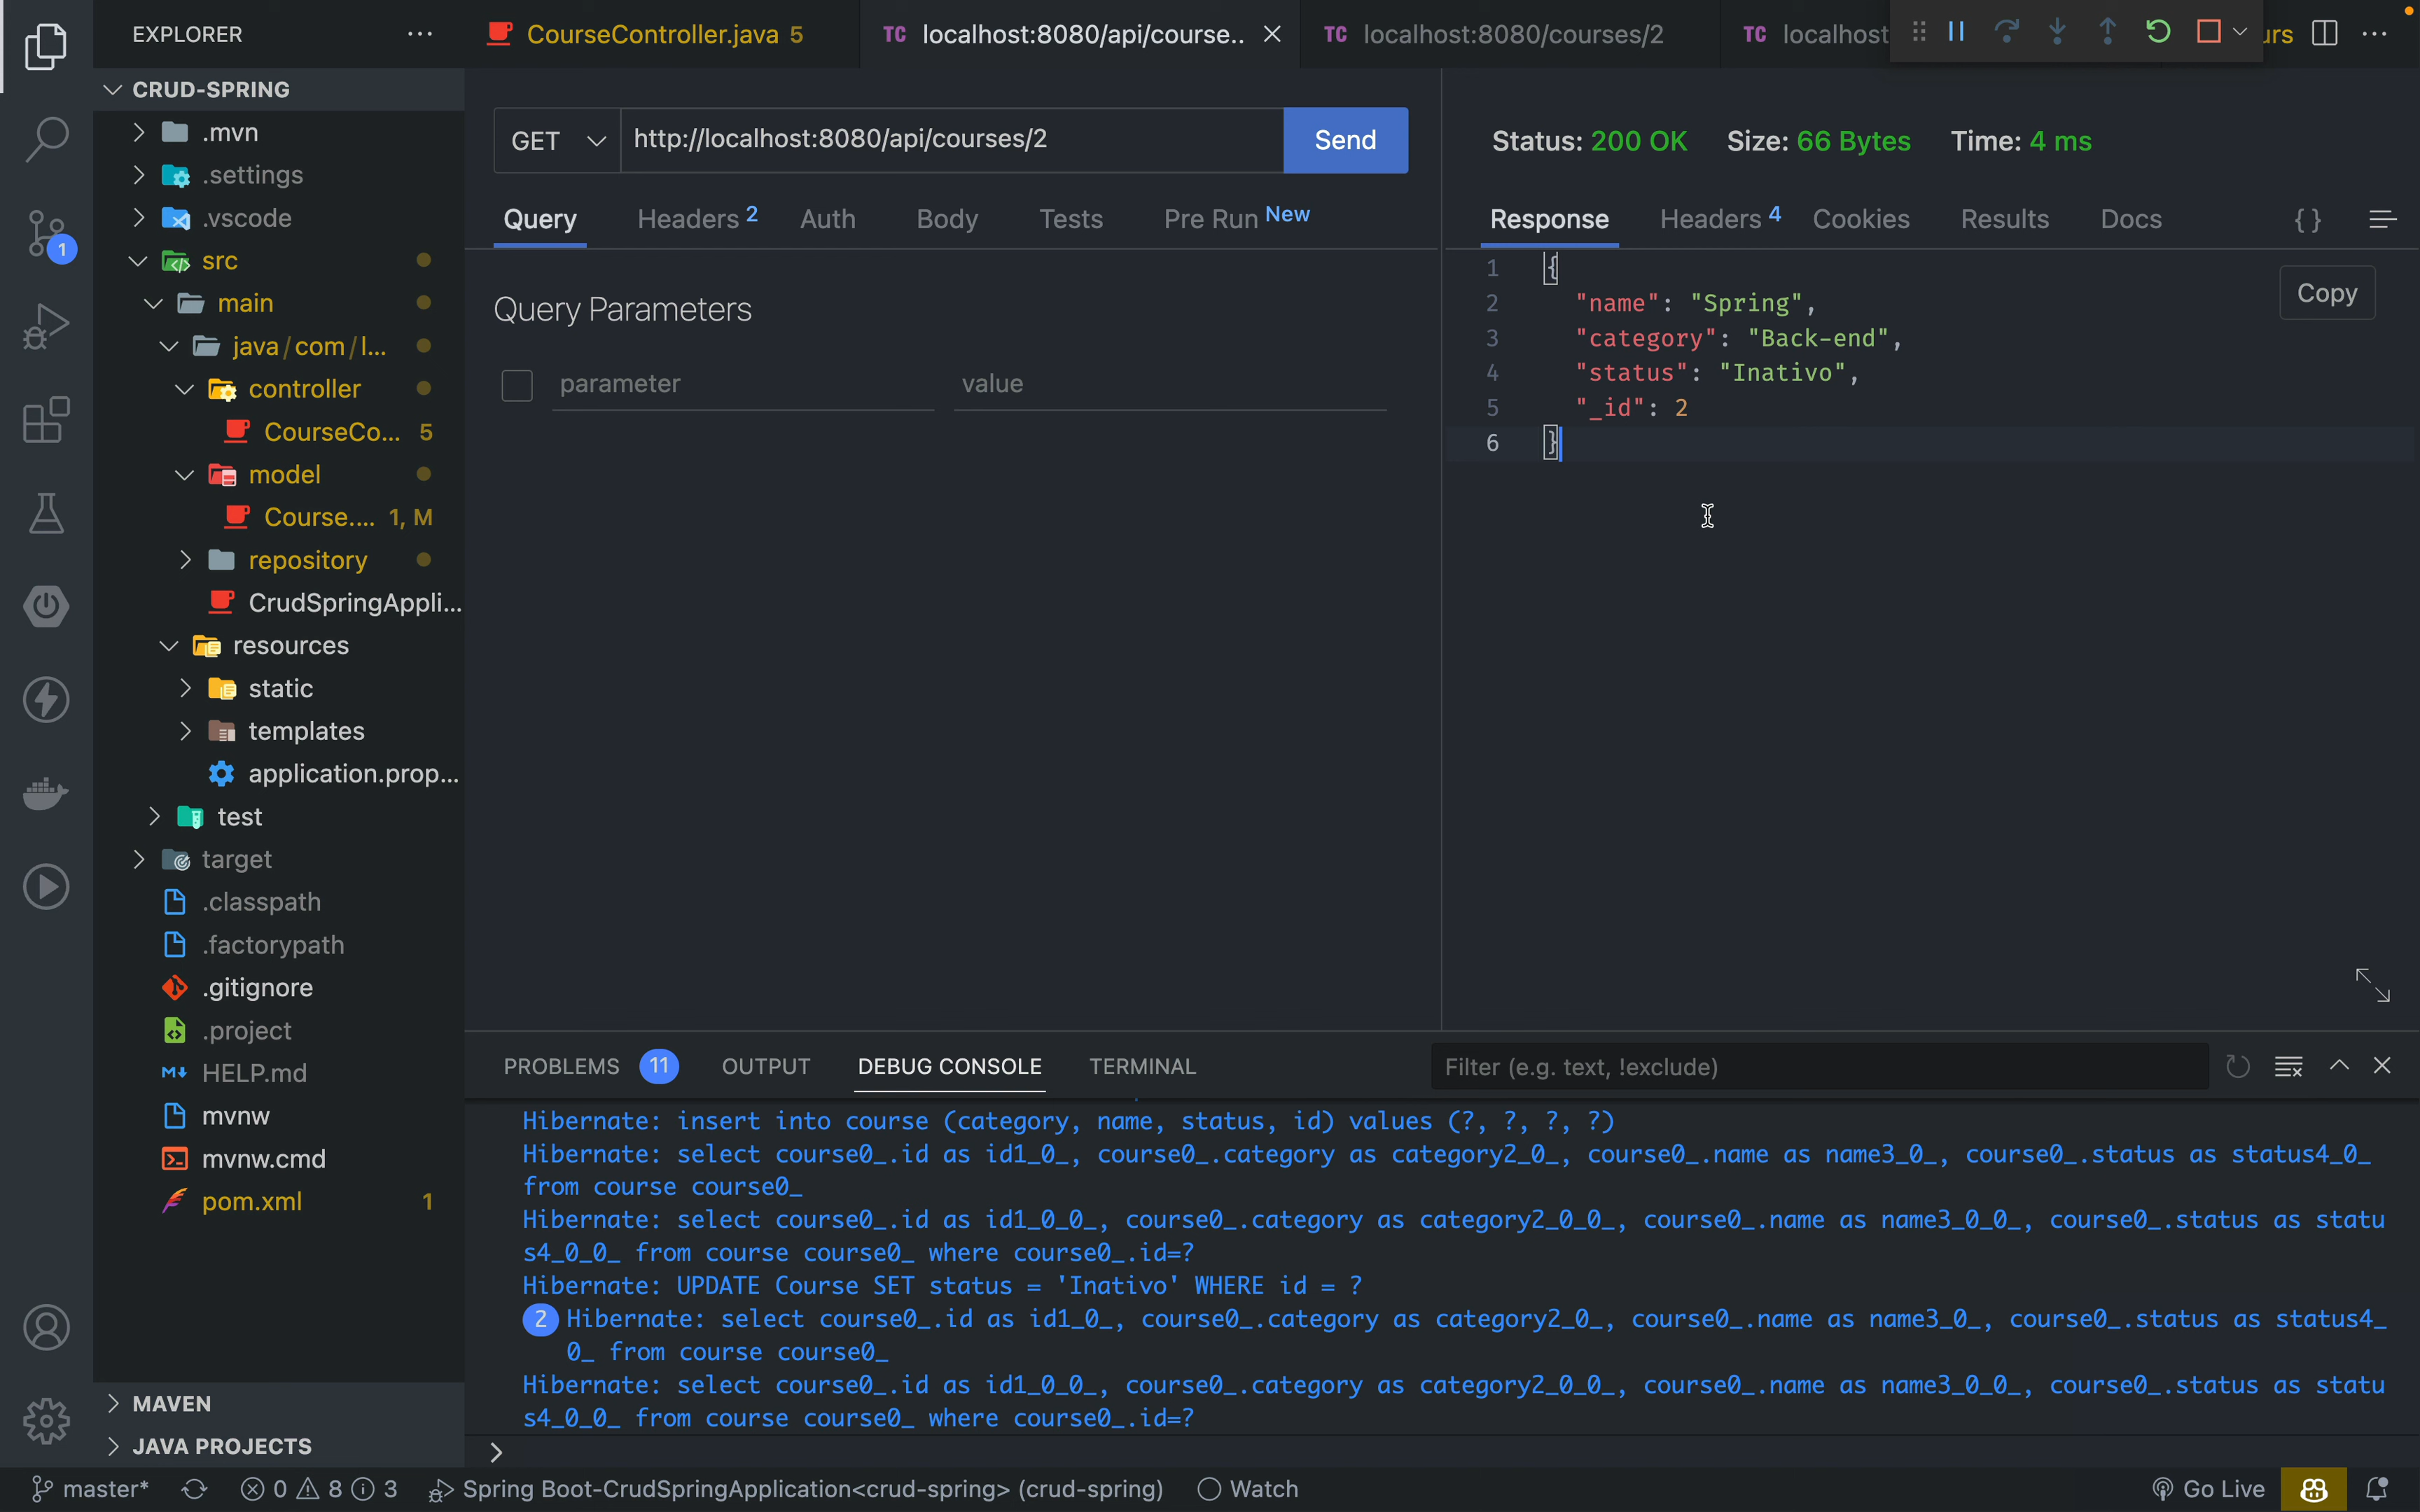 EXPLORER
CourseController.java 5
TC localhost:8080/api/course..
TC localhost:8080/courses/2
TC localhost
urs
CRUD-SPRING
.mvn
.settings
.vscode
src
main
java/com/l...
controller
CourseCo... 5
model
Course.... 1, M
repository
CrudSpringAppli...
resources
static
templates
application.prop...
test
target
.classpath
.factorypath
.gitignore
.project
M↓ HELP.md
mvnw
mvnw.cmd
pom.xml 1
MAVEN
JAVA PROJECTS
1
GET http://localhost:8080/api/courses/2 Send
Query Headers 2 Auth Body Tests Pre Run New
Query Parameters
parameter value
Status: 200 OK Size: 66 Bytes Time: 4 ms
Response Headers 4 Cookies Results Docs {}
Copy
1 {
2 "name": "Spring",
3 "category": "Back-end",
4 "status": "Inativo",
5 "_id": 2
6 }
PROBLEMS 11 OUTPUT DEBUG CONSOLE TERMINAL Filter (e.g. text, !exclude)
Hibernate: insert into course (category, name, status, id) values (?, ?, ?, ?)
Hibernate: select course0_.id as id1_0_, course0_.category as category2_0_, course0_.name as name3_0_, course0_.status as status4_0_
from course course0_
Hibernate: select course0_.id as id1_0_0_, course0_.category as category2_0_0_, course0_.name as name3_0_0_, course0_.status as statu
s4_0_0_ from course course0_ where course0_.id=?
Hibernate: UPDATE Course SET status = 'Inativo' WHERE id = ?
2 Hibernate: select course0_.id as id1_0_, course0_.category as category2_0_, course0_.name as name3_0_, course0_.status as status4_
0_ from course course0_
Hibernate: select course0_.id as id1_0_0_, course0_.category as category2_0_0_, course0_.name as name3_0_0_, course0_.status as statu
s4_0_0_ from course course0_ where course0_.id=?
master* 0 8 3 Spring Boot-CrudSpringApplication<crud-spring> (crud-spring) Watch Go Live